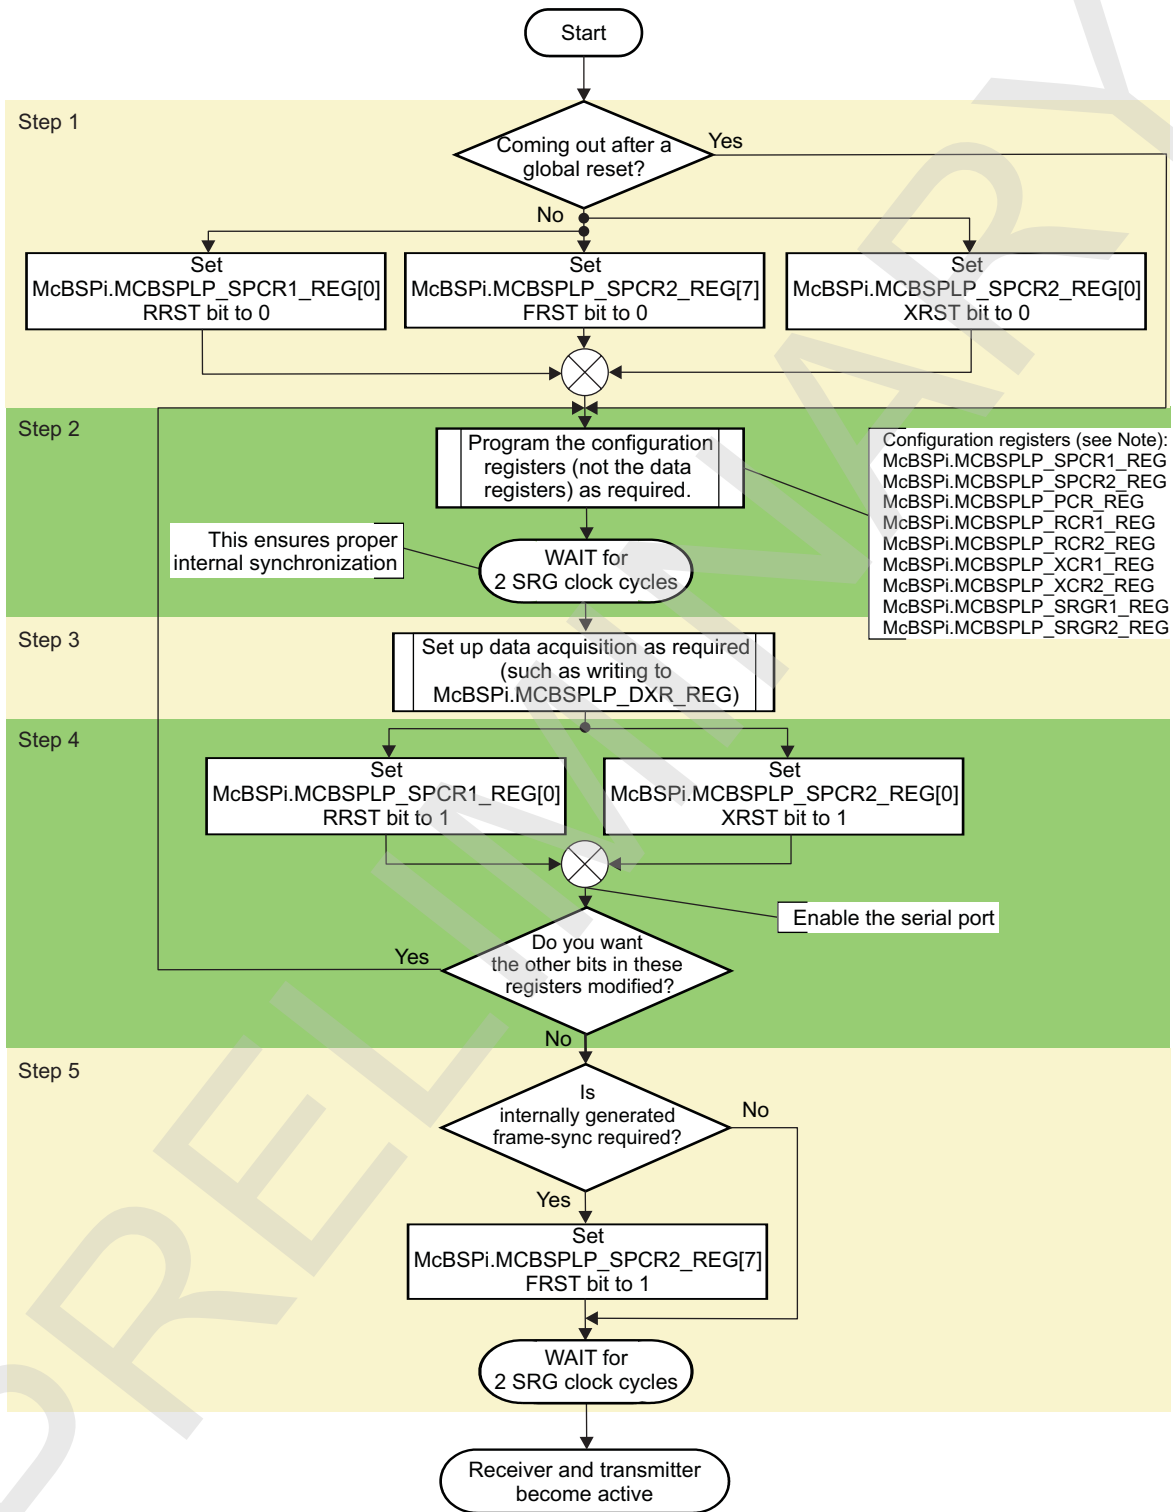 Start
Step 1
Coming out after a
global reset?
Yes
No
Set
McBSPi.MCBSPLP_SPCR1_REG[0]
RRST bit to 0
Set
McBSPi.MCBSPLP_SPCR2_REG[7]
FRST bit to 0
Set
McBSPi.MCBSPLP_SPCR2_REG[0]
XRST bit to 0
Step 2
Program the configuration
registers (not the data
registers) as required.
Configuration registers (see Note):
McBSPi.MCBSPLP_SPCR1_REG
McBSPi.MCBSPLP_SPCR2_REG
McBSPi.MCBSPLP_PCR_REG
McBSPi.MCBSPLP_RCR1_REG
McBSPi.MCBSPLP_RCR2_REG
McBSPi.MCBSPLP_XCR1_REG
McBSPi.MCBSPLP_XCR2_REG
McBSPi.MCBSPLP_SRGR1_REG
McBSPi.MCBSPLP_SRGR2_REG
This ensures proper
internal synchronization
WAIT for
2 SRG clock cycles
Step 3
Set up data acquisition as required
(such as writing to
McBSPi.MCBSPLP_DXR_REG)
Step 4
Set
McBSPi.MCBSPLP_SPCR1_REG[0]
RRST bit to 1
Set
McBSPi.MCBSPLP_SPCR2_REG[0]
XRST bit to 1
Enable the serial port
Do you want
the other bits in these
registers modified?
Yes
No
Step 5
Is
internally generated
frame-sync required?
No
Yes
Set
McBSPi.MCBSPLP_SPCR2_REG[7]
FRST bit to 1
WAIT for
2 SRG clock cycles
Receiver and transmitter
become active
PRELIMINARY